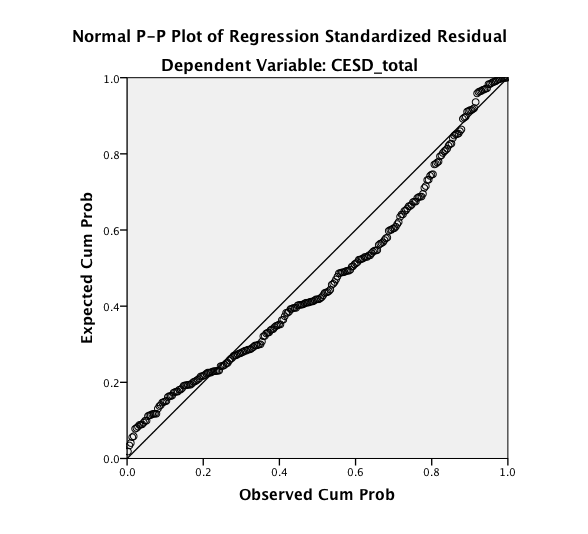 Normal P-P Plot of Regression Standardized Residual
Dependent Variable: CESD_total
1.0
0.8
0.6
0.4
0.2
0.0
Expected Cum Prob
0.0 0.2 0.4 0.6 0.8 1.0
Observed Cum Prob